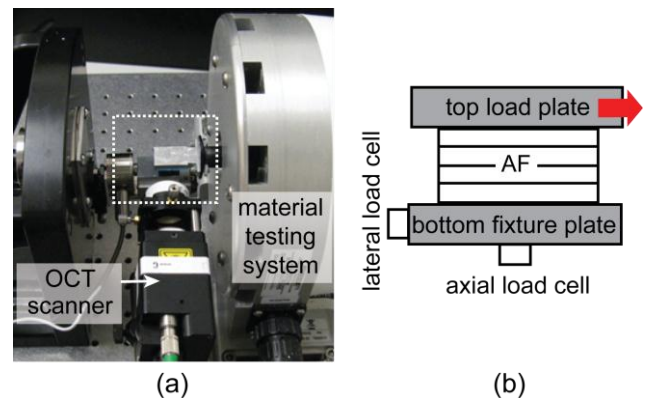 OCT
scanner
material
testing
system
(a)
top load plate
AF
lateral load cell
bottom fixture plate
axial load cell
(b)